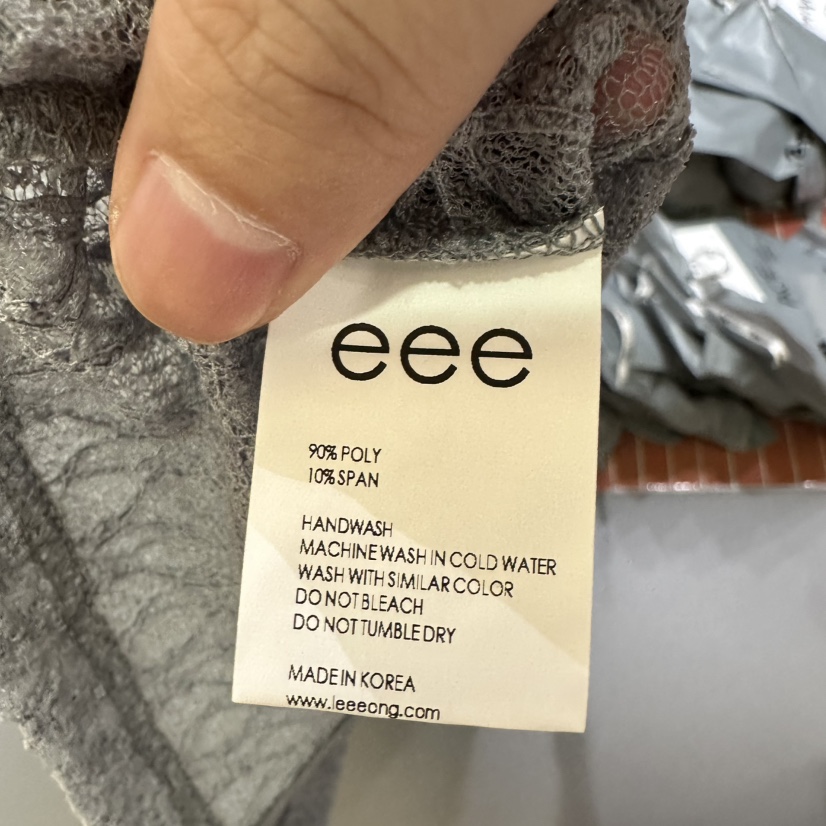 eee
90% POLY
10% SPAN
HANDWASH
MACHINE WASH IN COLD WATER
WASH WITH SIMILAR COLOR
DO NOT BLEACH
DO NOT TUMBLE DRY
MADE IN KOREA
www.leeeong.com